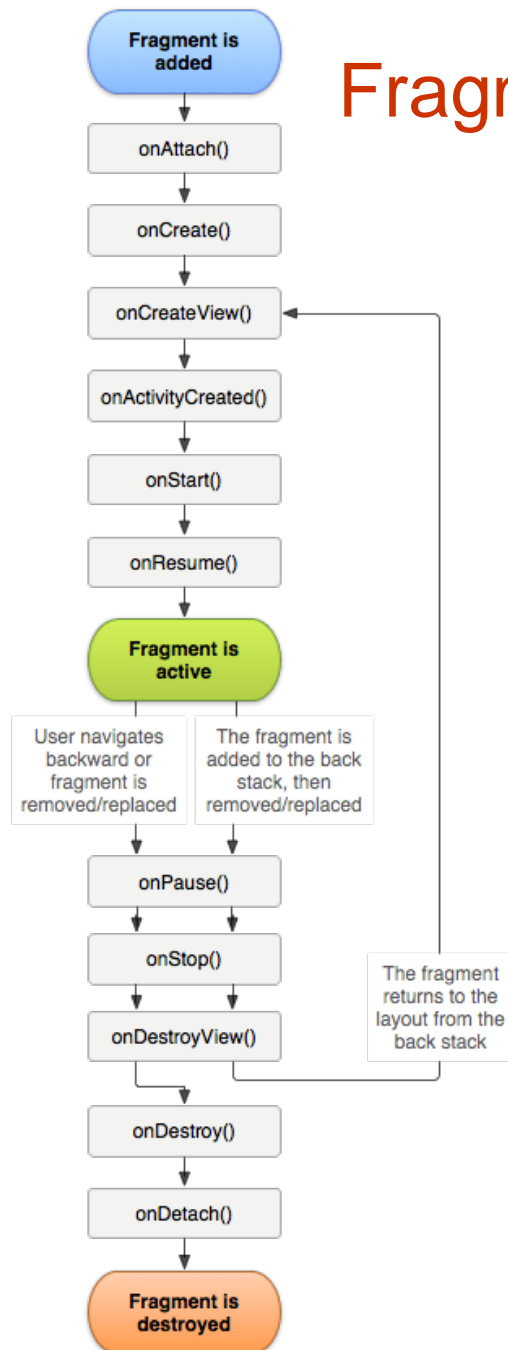 Fragment is
added
Fragr
onAttach()
onCreate()
onCreateView()
onActivityCreated()
onStart()
onResume()
Fragment is
active
User navigates
backward or
fragment is
removed/replaced
The fragment is
added to the back
stack, then
removed/replaced
onPause()
onStop()
onDestroyView()
The fragment
returns to the
layout from the
back stack
onDestroy()
onDetach()
Fragment is
destroyed